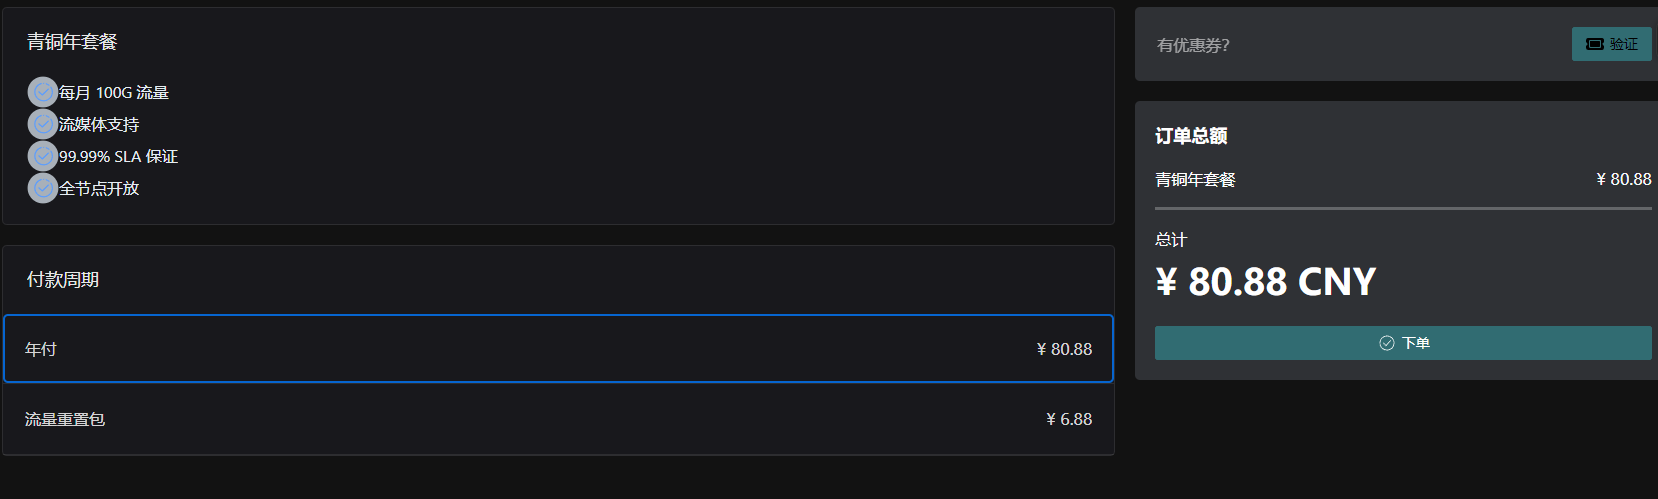 青铜年套餐
每月 100G 流量
流媒体支持
99.99% SLA 保证
全节点开放
付款周期
年付 ¥ 80.88
流量重置包 ¥ 6.88
有优惠券? 验证
订单总额
青铜年套餐 ¥ 80.88
总计
¥ 80.88 CNY
下单